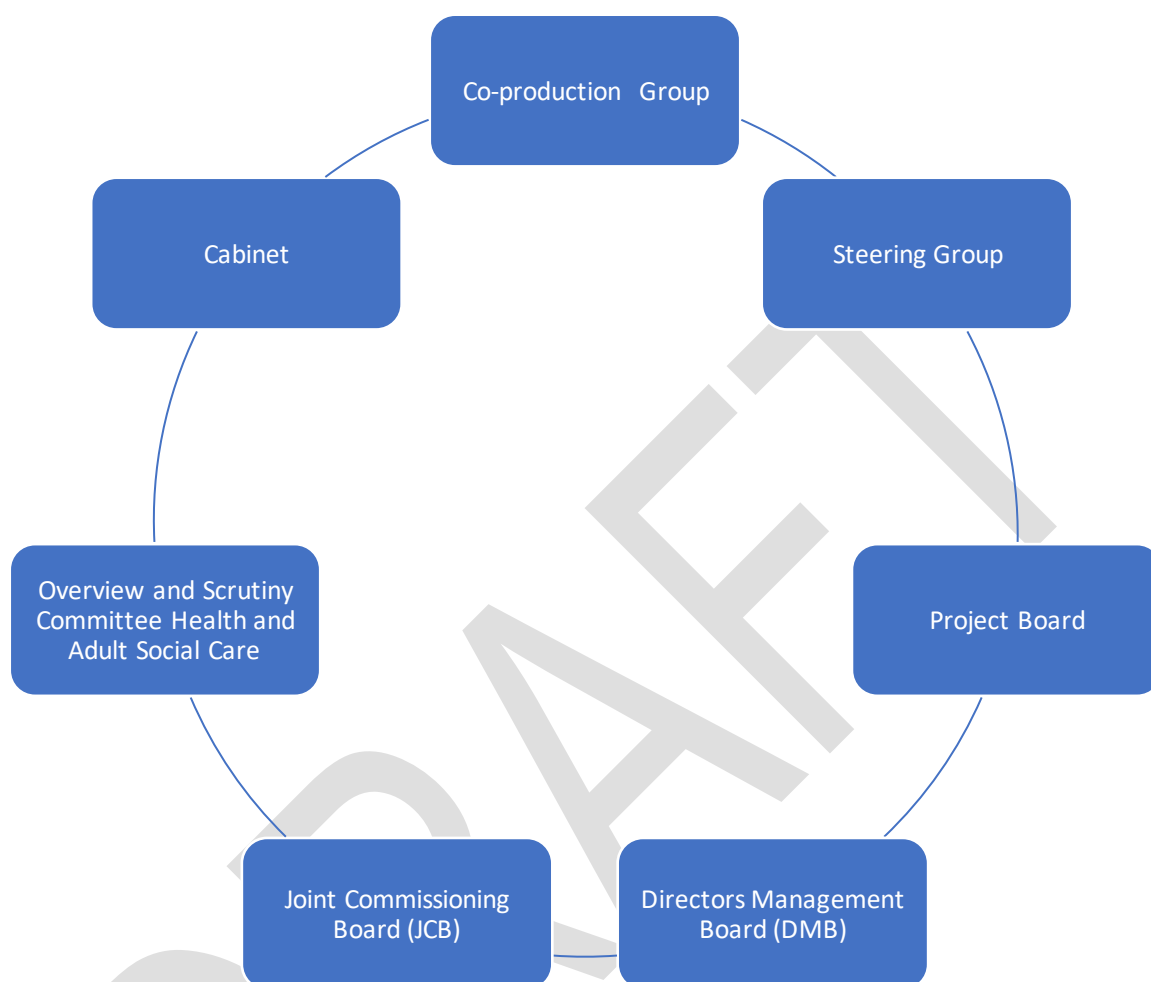 Co-production Group
Cabinet
Steering Group
Overview and Scrutiny
Committee Health and
Adult Social Care
Project Board
Joint Commissioning
Board (JCB)
Directors Management
Board (DMB)
DRAFT